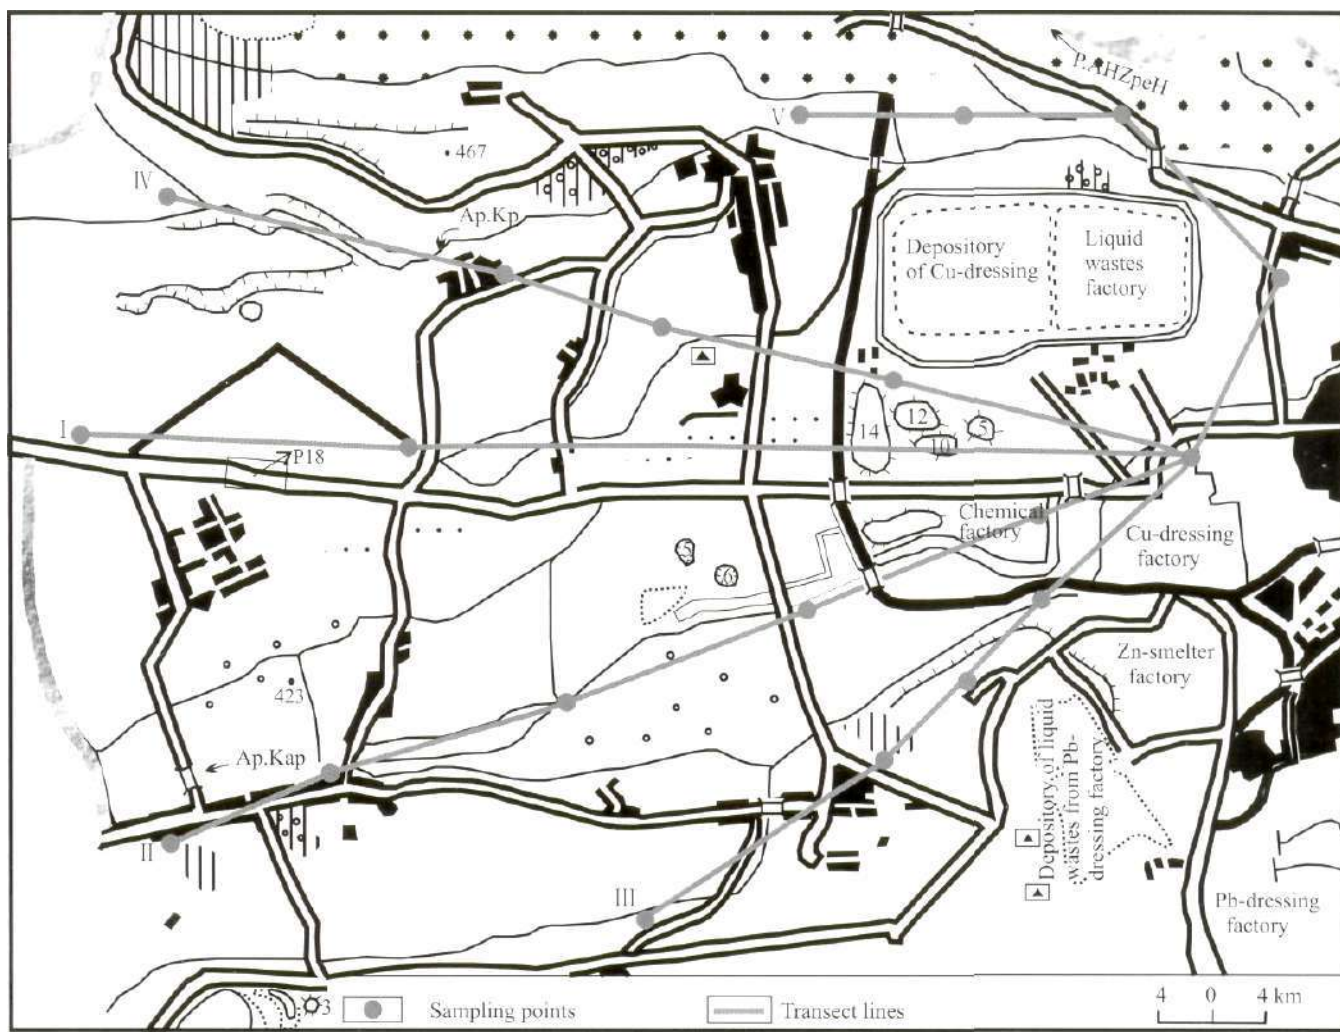 P.AHZpeH
V
467
IV
Ap.Kp
Depository
of Cu-dressing
Liquid
wastes
factory
I
P18
14
12
10
5
Chemical
factory
Cu-dressing
factory
5
6
Zn-smelter
factory
423
Ap.Kap
II
III
Depository of liquid
wastes from Pb-
dressing factory
Pb-dressing
factory
3
Sampling points
Transect lines
4 0 4 km